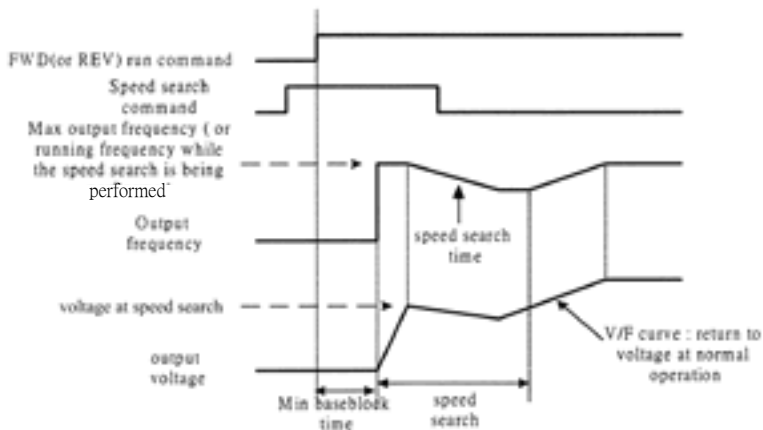 FWD(or REV) run command
Speed search
command
Max output frequency ( or
running frequency while
the speed search is being
performed
Output
frequency
speed search
time
voltage at speed search
V/F curve : return to
voltage at normal
operation
output
voltage
Min baseblock
time
speed
search